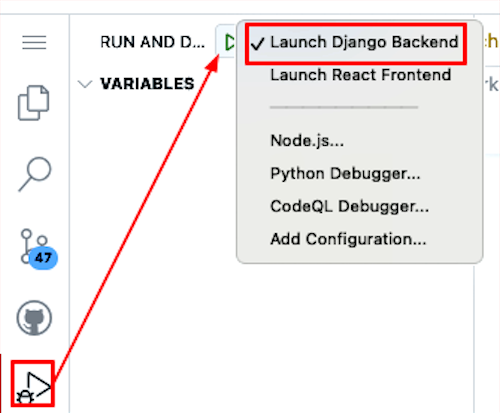 RUN AND D...
✓ Launch Django Backend
Launch React Frontend
VARIABLES
Node.js...
Python Debugger...
CodeQL Debugger...
Add Configuration...
47